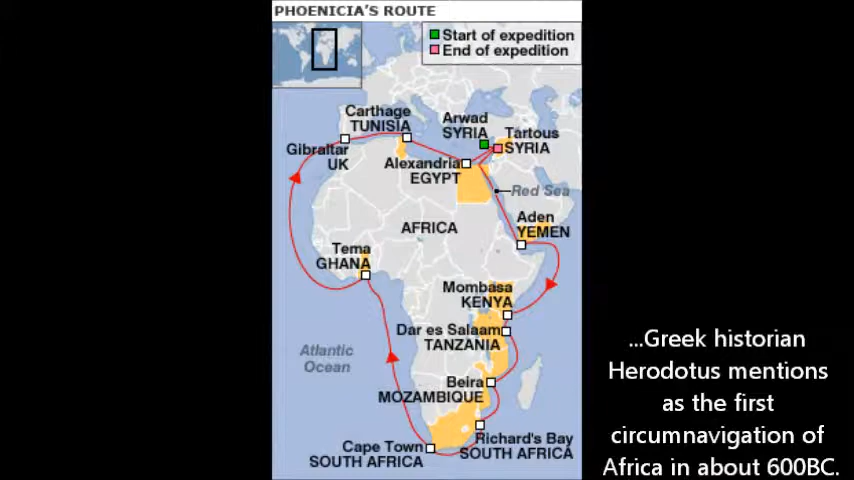 PHOENICIA'S ROUTE
Start of expedition
End of expedition
Carthage
TUNISIA
Arwad
SYRIA
Tartous
SYRIA
Gibraltar
UK
Alexandria
EGYPT
Red Sea
Aden
YEMEN
AFRICA
Tema
GHANA
Mombasa
KENYA
Dar es Salaam
TANZANIA
Atlantic
Ocean
Beira
MOZAMBIQUE
Richard's Bay
SOUTH AFRICA
Cape Town
SOUTH AFRICA
...Greek historian
Herodotus mentions
as the first
circumnavigation of
Africa in about 600BC.